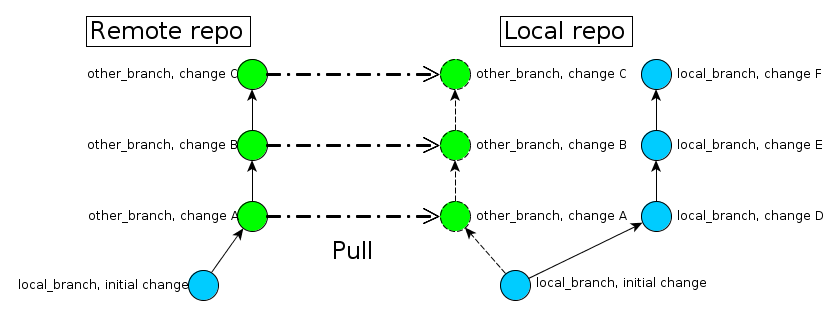 Remote repo
Local repo
other_branch, change C
other_branch, change C
local_branch, change F
other_branch, change B
other_branch, change B
local_branch, change E
other_branch, change A
other_branch, change A
local_branch, change D
Pull
local_branch, initial change
local_branch, initial change